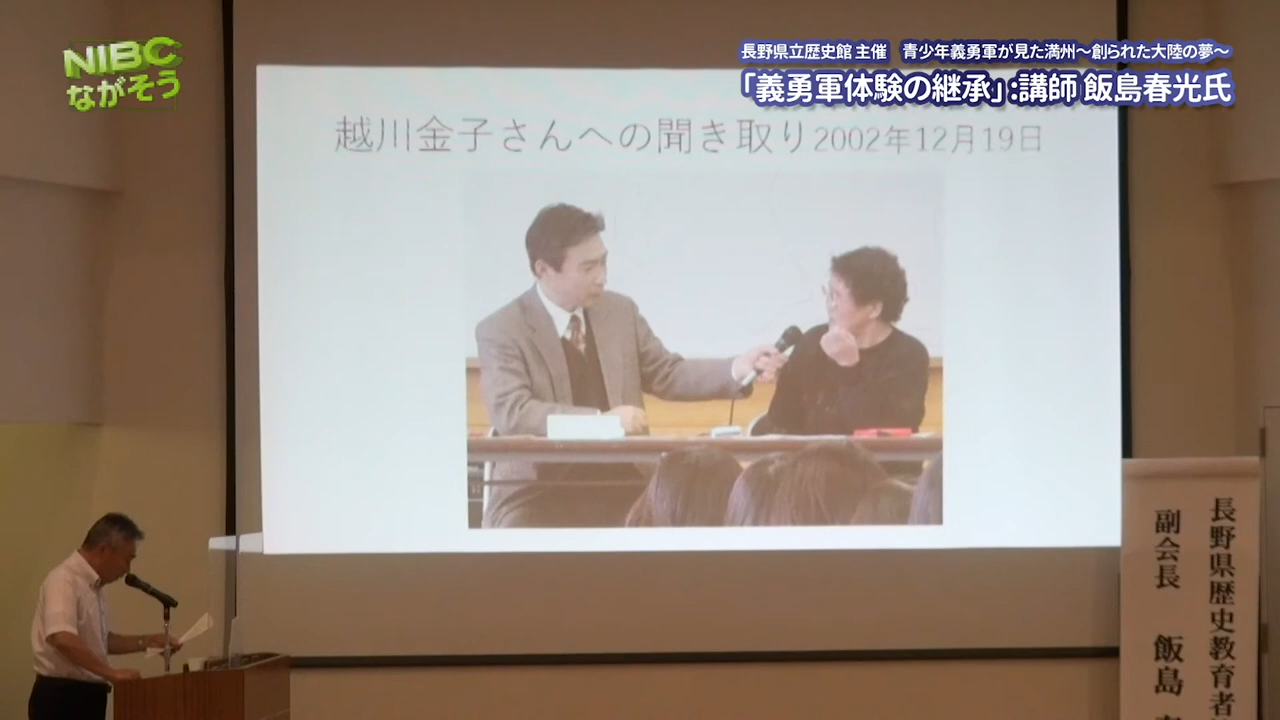 NIBC
ながそう
長野県立歴史館 主催　青少年義勇軍が見た満州～創られた大陸の夢～
「義勇軍体験の継承」:講師 飯島春光氏
越川金子さんへの聞き取り2002年12月19日
長野県歴史教育者
副会長　飯島